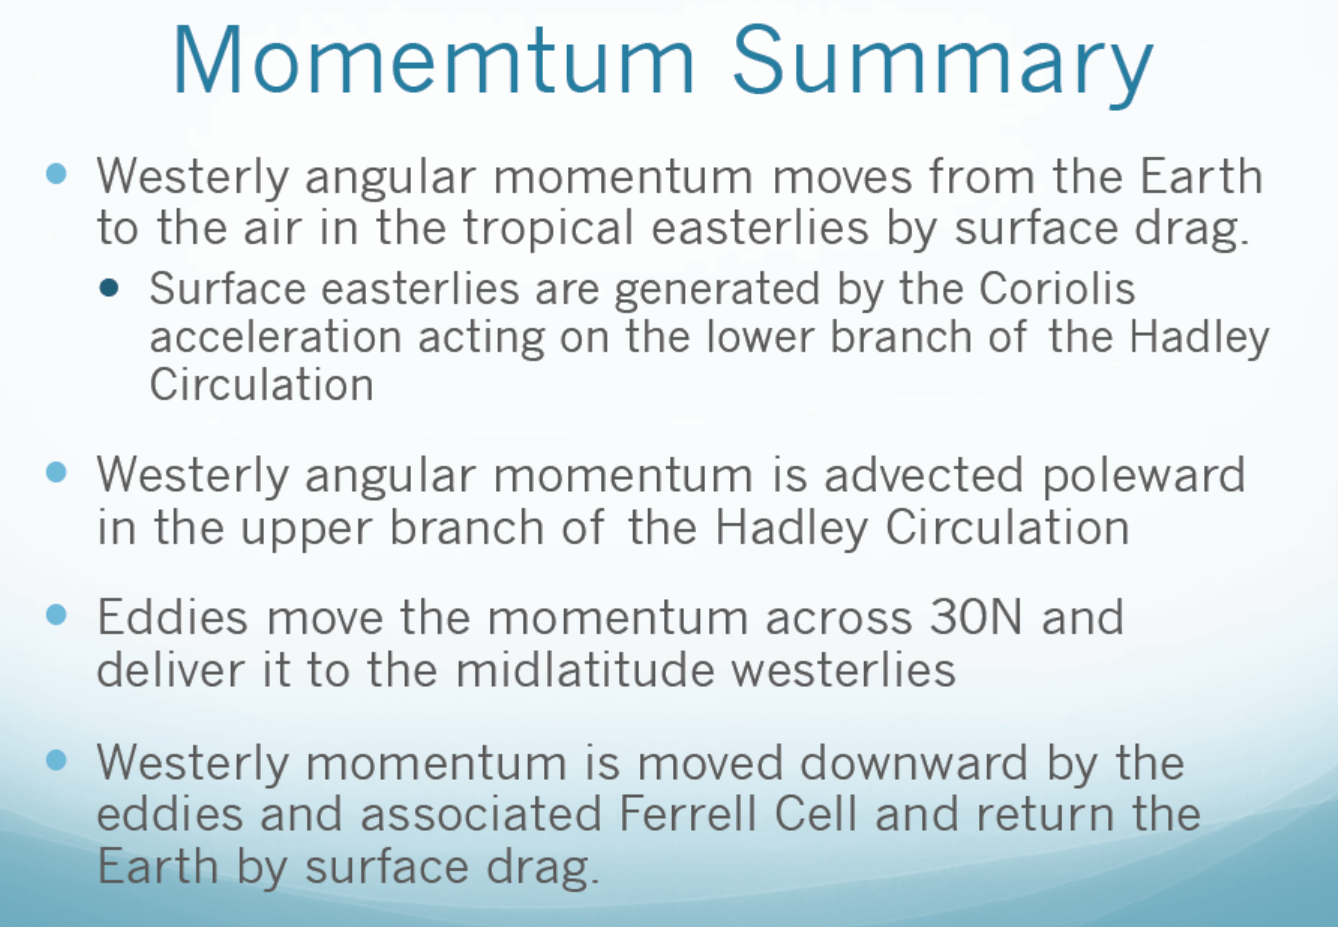 Momemtum Summary
Westerly angular momentum moves from the Earth
to the air in the tropical easterlies by surface drag.
Surface easterlies are generated by the Coriolis
acceleration acting on the lower branch of the Hadley
Circulation
Westerly angular momentum is advected poleward
in the upper branch of the Hadley Circulation
Eddies move the momentum across 30N and
deliver it to the midlatitude westerlies
Westerly momentum is moved downward by the
eddies and associated Ferrell Cell and return the
Earth by surface drag.